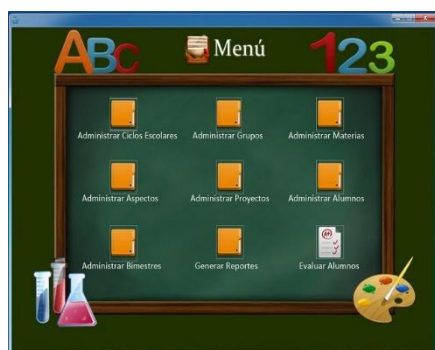 ABC
Menú
123
Administrar Ciclos Escolares
Administrar Grupos
Administrar Materias
Administrar Aspectos
Administrar Proyectos
Administrar Alumnos
Administrar Bimestres
Generar Reportes
A+
Evaluar Alumnos